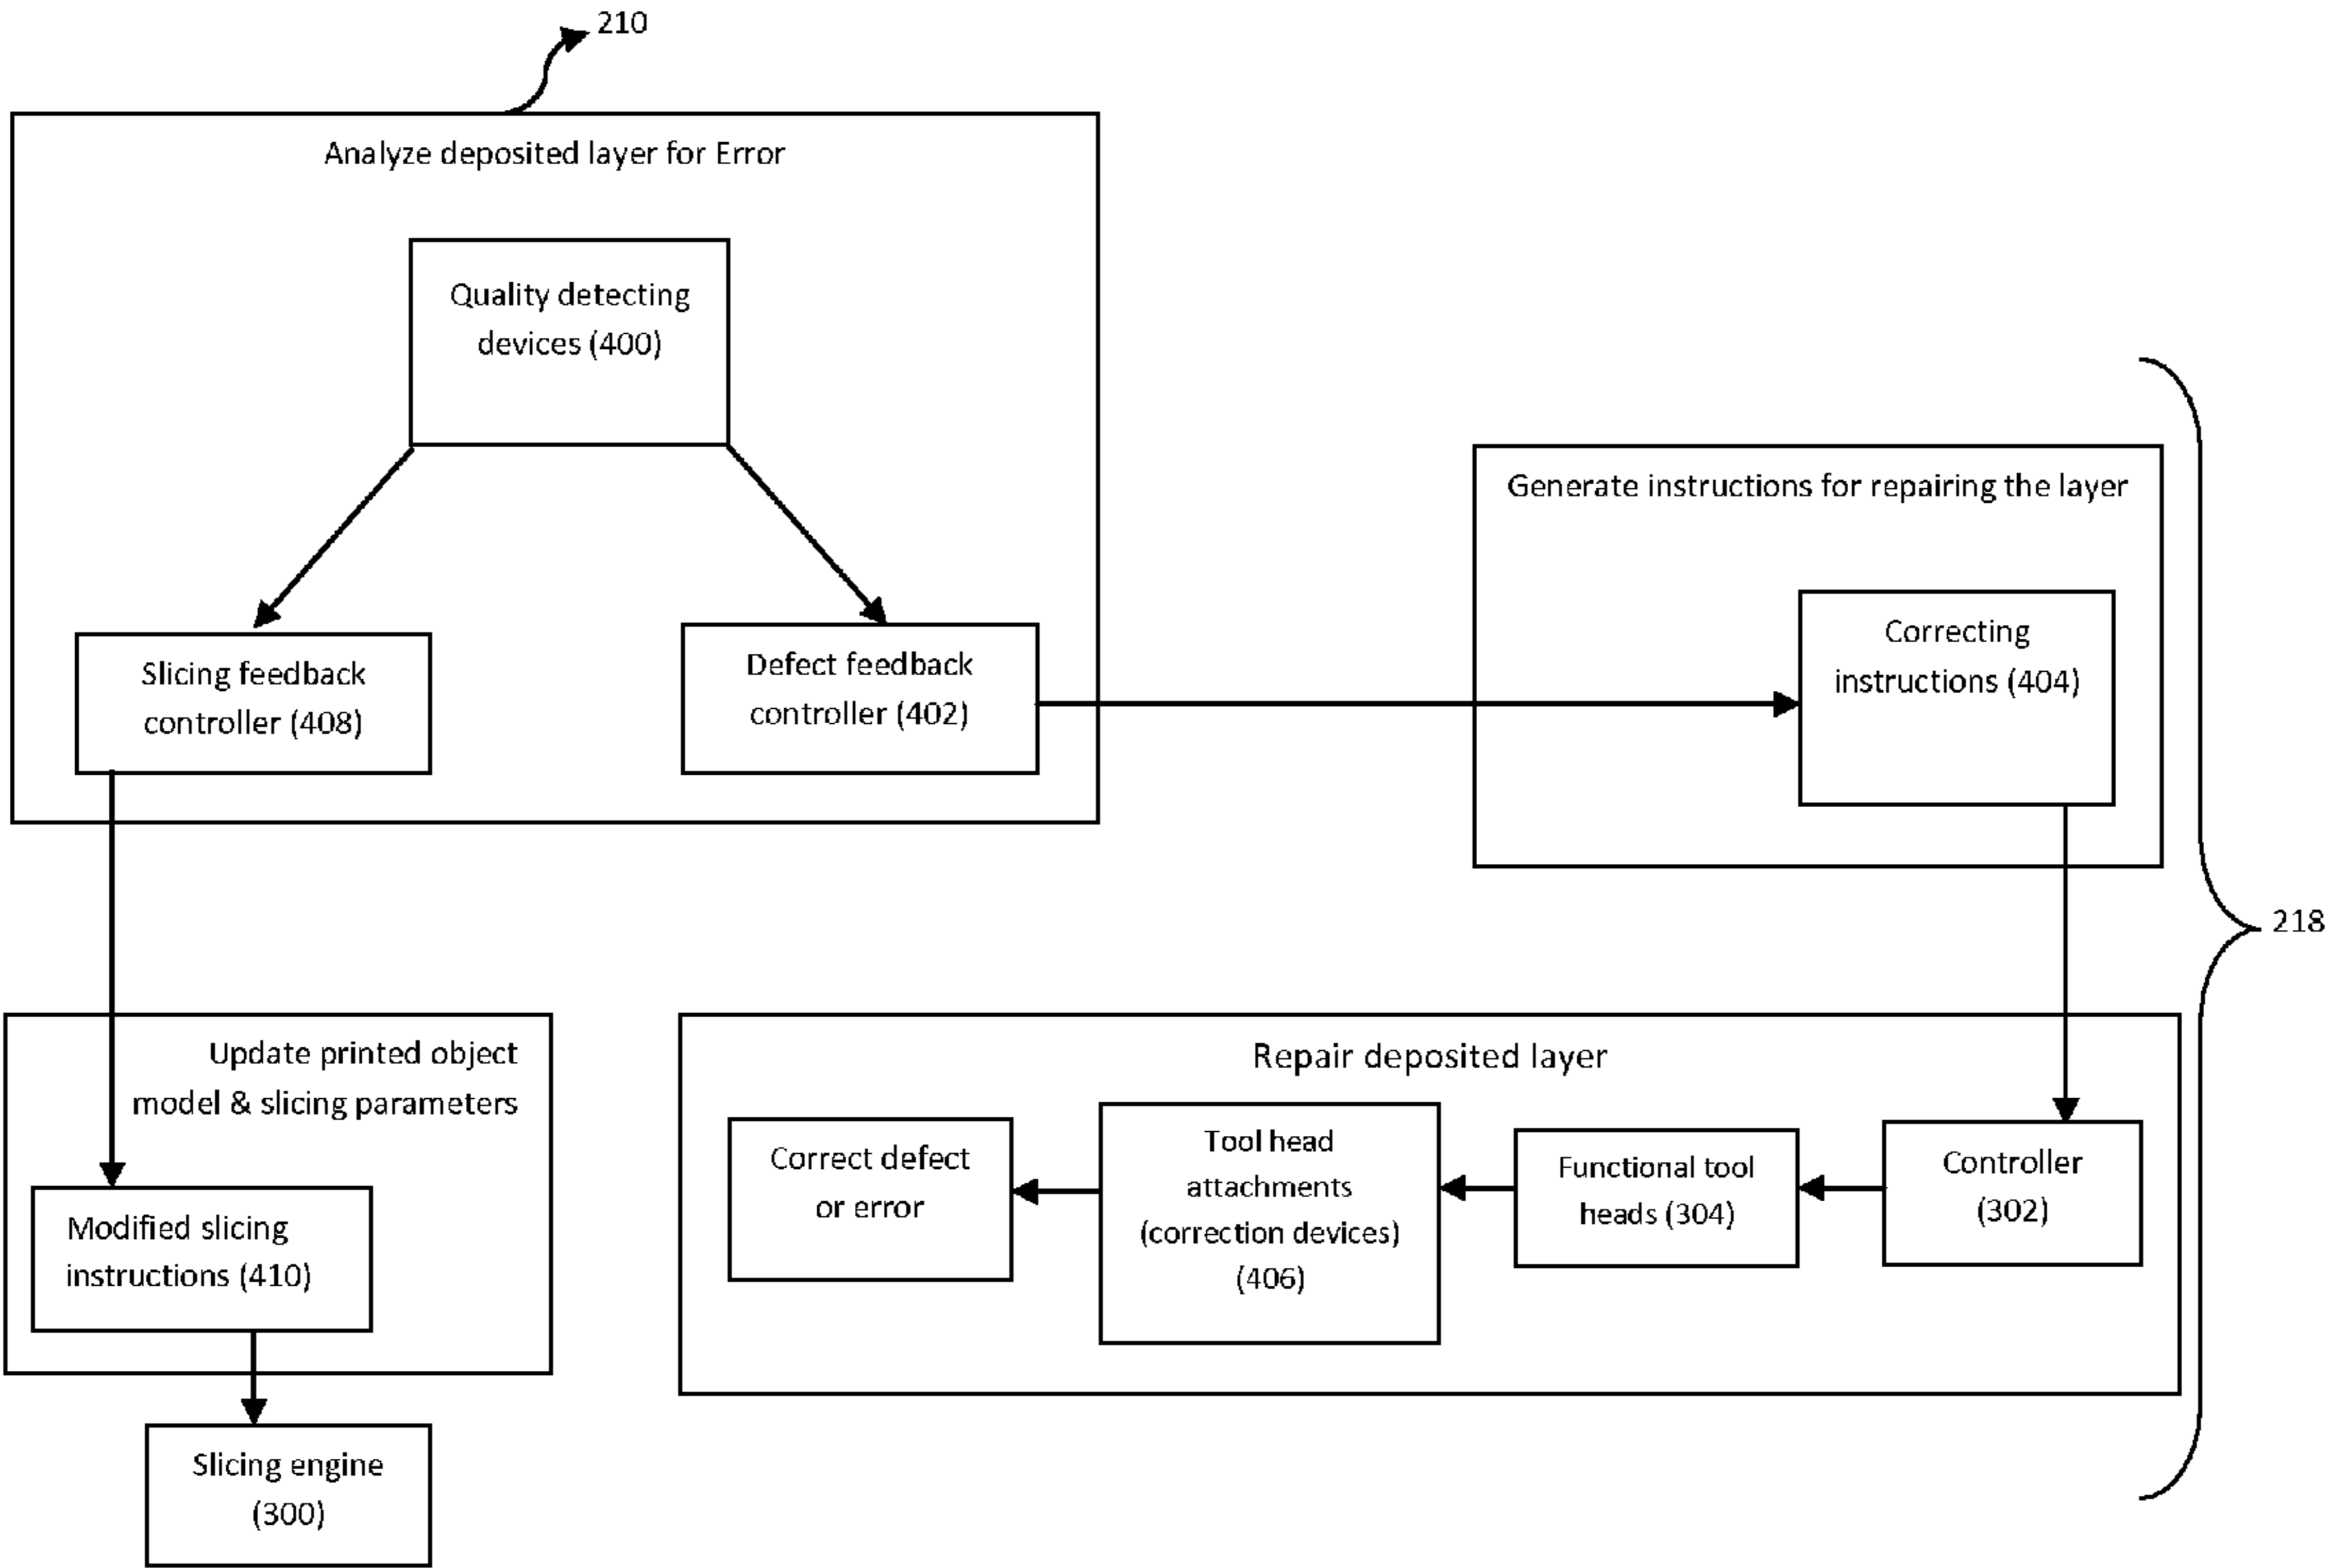 210
Analyze deposited layer for Error
Quality detecting
devices (400)
Slicing feedback
controller (408)
Defect feedback
controller (402)
Generate instructions for repairing the layer
Correcting
instructions (404)
218
Update printed object
model & slicing parameters
Modified slicing
instructions (410)
Slicing engine
(300)
Repair deposited layer
Correct defect
or error
Tool head
attachments
(correction devices)
(406)
Functional tool
heads (304)
Controller
(302)